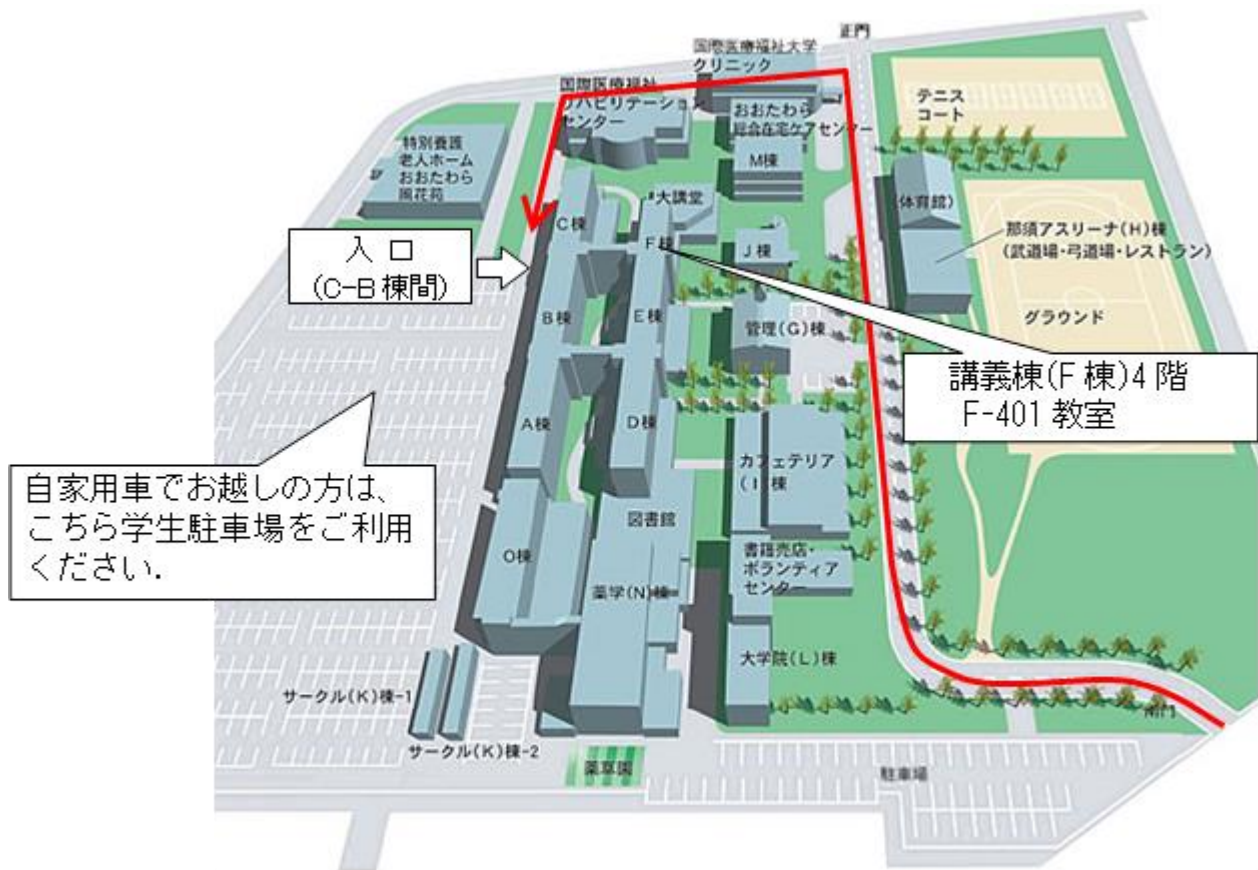 正門
国際医療福祉大学
クリニック
国際医療福祉
リハビリテーション
センター
おおたわら
総合在宅ケアセンター
テニス
コート
特別養護
老人ホーム
おおたわら
風花苑
M棟
大講堂
(体育館)
C棟
F棟
J棟
那須アスリーナ(H)棟
(武道場・弓道場・レストラン)
入口
(C-B棟間)
B棟
E棟
管理(G)棟
グラウンド
講義棟(F棟)4階
F-401教室
A棟
D棟
カフェテリア
(I)棟
自家用車でお越しの方は、
こちら学生駐車場をご利用
ください.
図書館
O棟
書籍売店・
ボランティア
センター
薬学(N)棟
大学院(L)棟
サークル(K)棟-1
サークル(K)棟-2
薬草園
駐車場